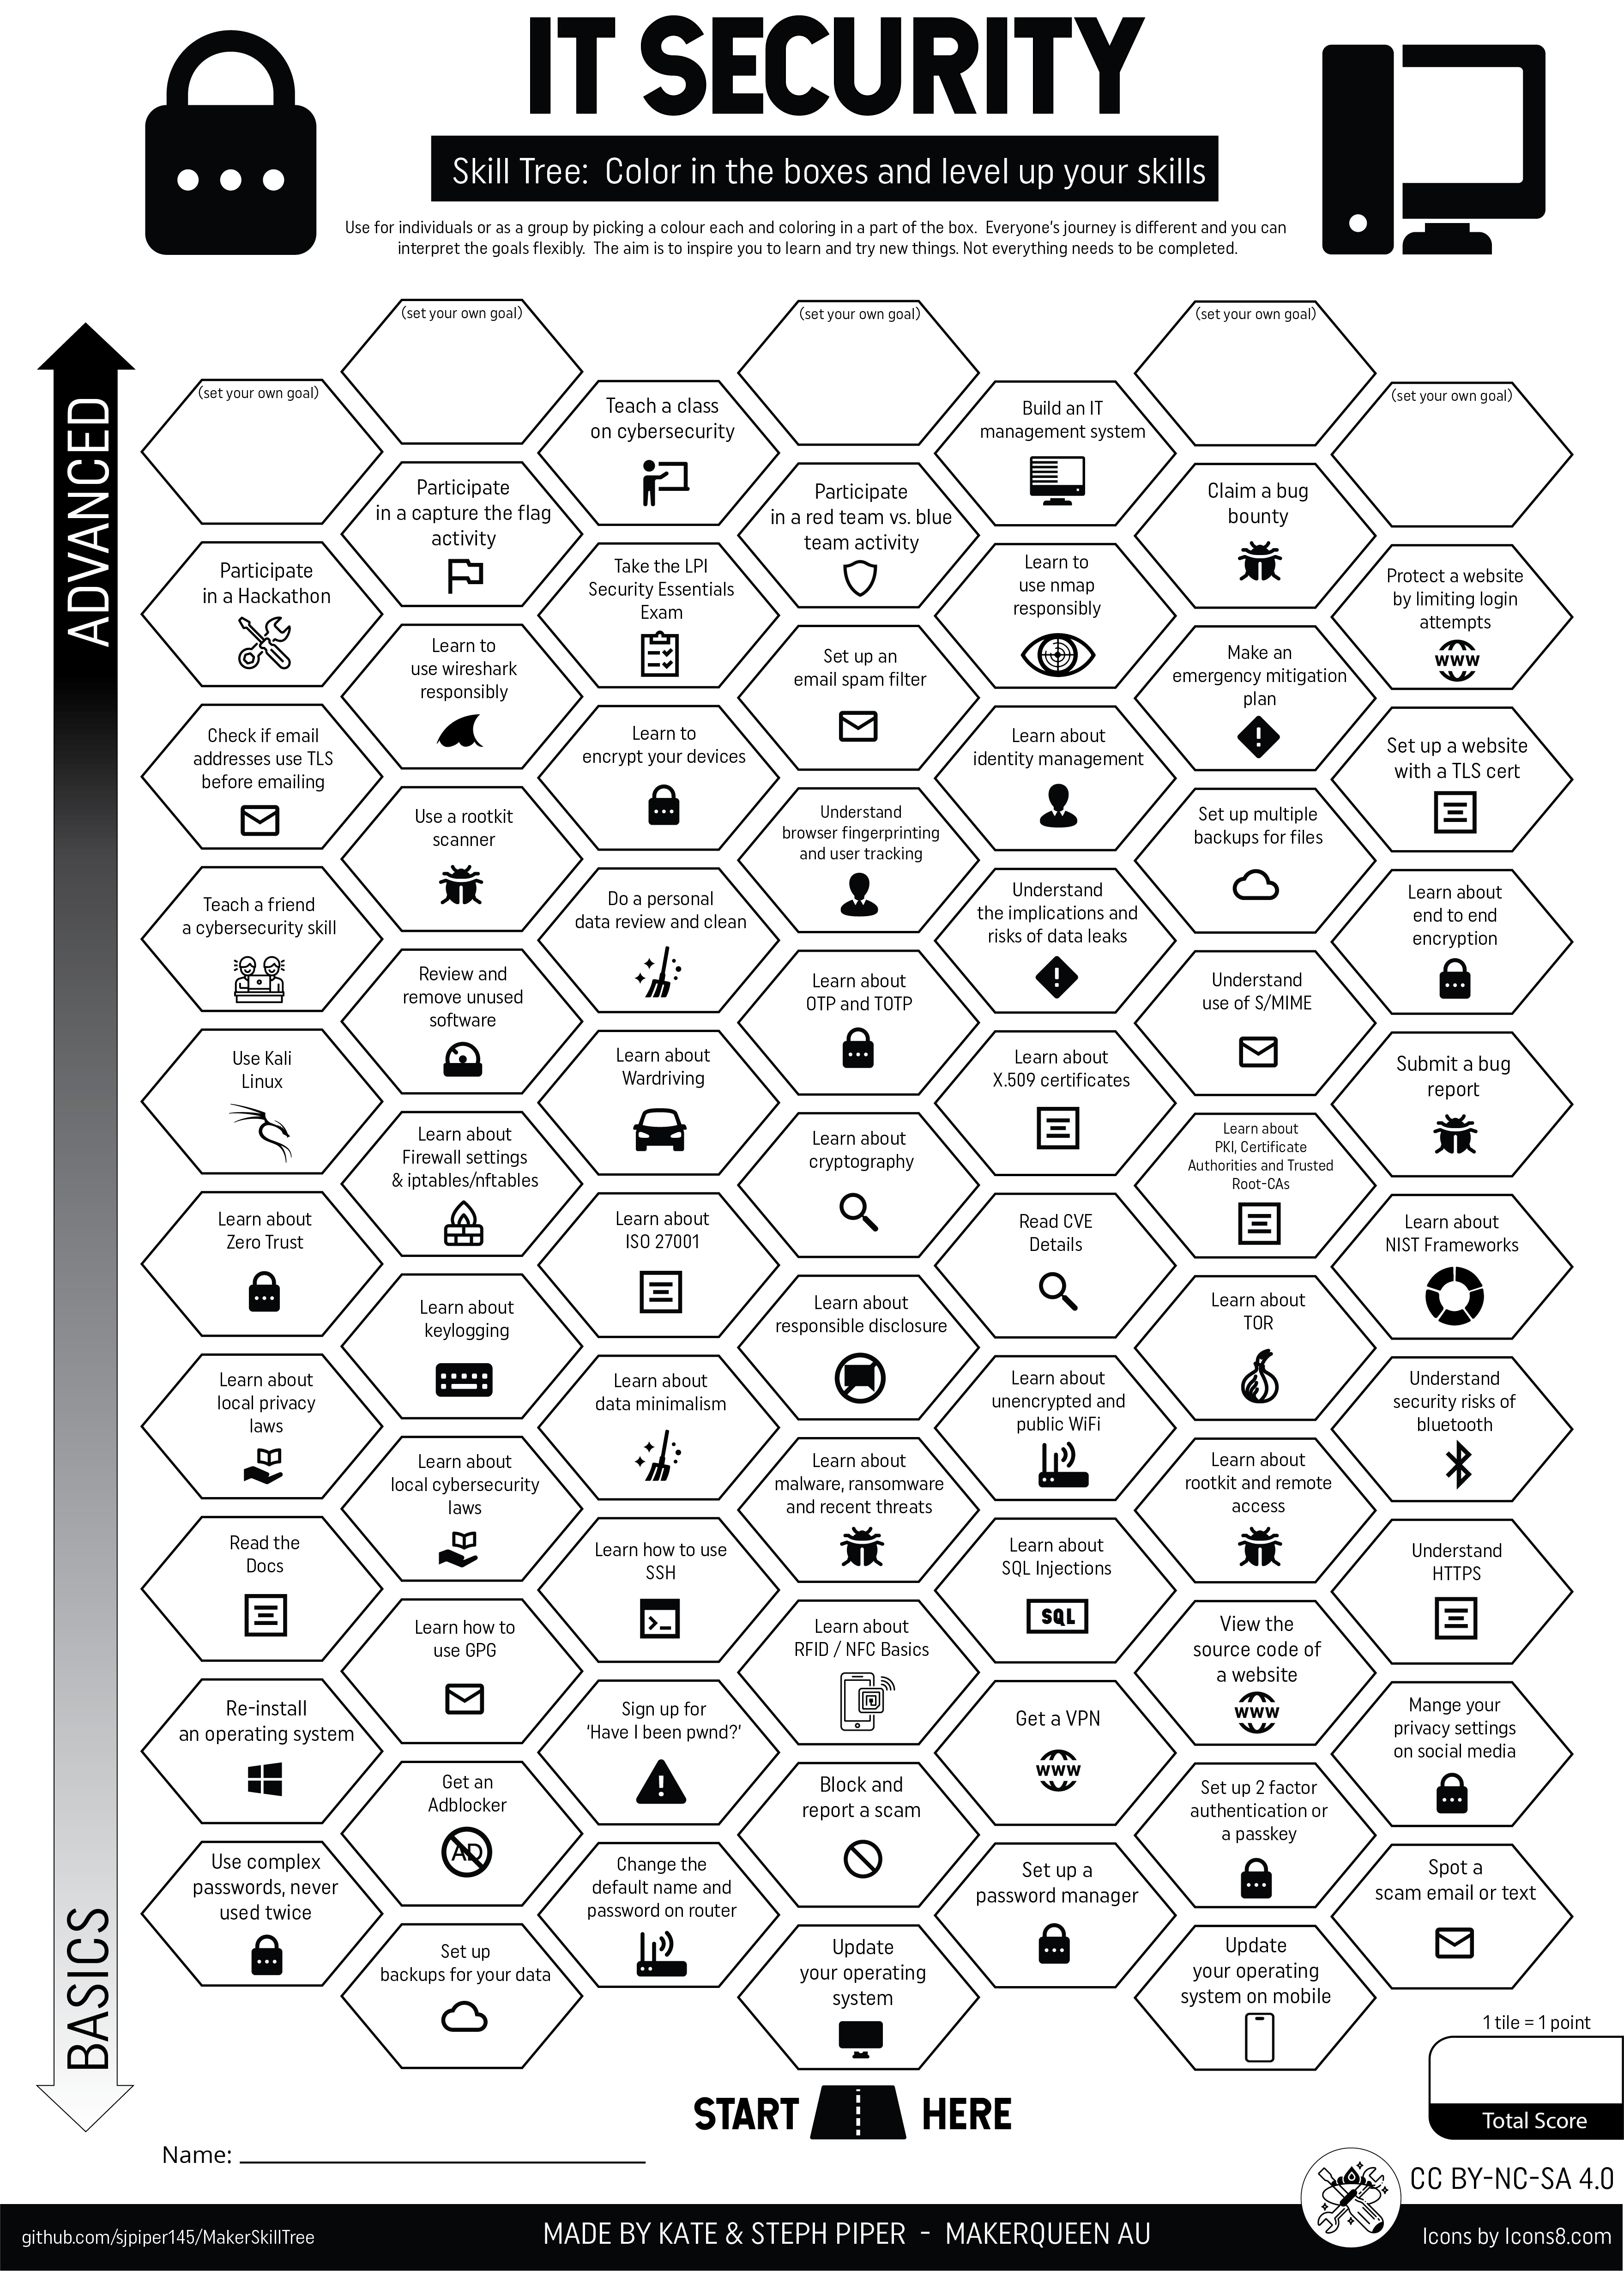 IT SECURITY
Skill Tree: Color in the boxes and level up your skills
Use for individuals or as a group by picking a colour each and coloring in a part of the box. Everyone's journey is different and you can
interpret the goals flexibly. The aim is to inspire you to learn and try new things. Not everything needs to be completed.
ADVANCED
BASICS
(set your own goal)
Participate
in a Hackathon
Check if email
addresses use TLS
before emailing
Teach a friend
a cybersecurity skill
Use Kali
Linux
Learn about
Zero Trust
Learn about
local privacy
laws
Read the
Docs
Re-install
an operating system
Use complex
passwords, never
used twice
(set your own goal)
Participate
in a capture the flag
activity
Learn to
use wireshark
responsibly
Use a rootkit
scanner
Review and
remove unused
software
Learn about
Firewall settings
& iptables/nftables
Learn about
keylogging
Learn about
local cybersecurity
laws
Learn how to
use GPG
Get an
Adblocker
AD
Set up
backups for your data
Teach a class
on cybersecurity
Take the LPI
Security Essentials
Exam
Learn to
encrypt your devices
Do a personal
data review and clean
Learn about
Wardriving
Learn about
ISO 27001
Learn about
data minimalism
Learn how to use
SSH
Sign up for
'Have I been pwnd?'
Change the
default name and
password on router
(set your own goal)
Participate
in a red team vs. blue
team activity
Set up an
email spam filter
Understand
browser fingerprinting
and user tracking
Learn about
OTP and TOTP
Learn about
cryptography
Learn about
responsible disclosure
Learn about
malware, ransomware
and recent threats
Learn about
RFID / NFC Basics
Block and
report a scam
Update
your operating
system
Build an IT
management system
Learn to
use nmap
responsibly
Learn about
identity management
Understand
the implications and
risks of data leaks
Learn about
X.509 certificates
Read CVE
Details
Learn about
unencrypted and
public WiFi
Learn about
SQL Injections
SQL
Get a VPN
WWW
Set up a
password manager
(set your own goal)
Claim a bug
bounty
Make an
emergency mitigation
plan
Set up multiple
backups for files
Understand
use of S/MIME
Learn about
PKI, Certificate
Authorities and Trusted
Root-CAs
Learn about
TOR
Learn about
rootkit and remote
access
View the
source code of
a website
WWW
Set up 2 factor
authentication or
a passkey
Update
your operating
system on mobile
(set your own goal)
Protect a website
by limiting login
attempts
WWW
Set up a website
with a TLS cert
Learn about
end to end
encryption
Submit a bug
report
Learn about
NIST Frameworks
Understand
security risks of
bluetooth
Understand
HTTPS
Mange your
privacy settings
on social media
Spot a
scam email or text
START HERE
1 tile = 1 point
Total Score
Name:
CC BY-NC-SA 4.0
github.com/sjpiper145/MakerSkillTree
MADE BY KATE & STEPH PIPER - MAKERQUEEN AU
Icons by Icons8.com